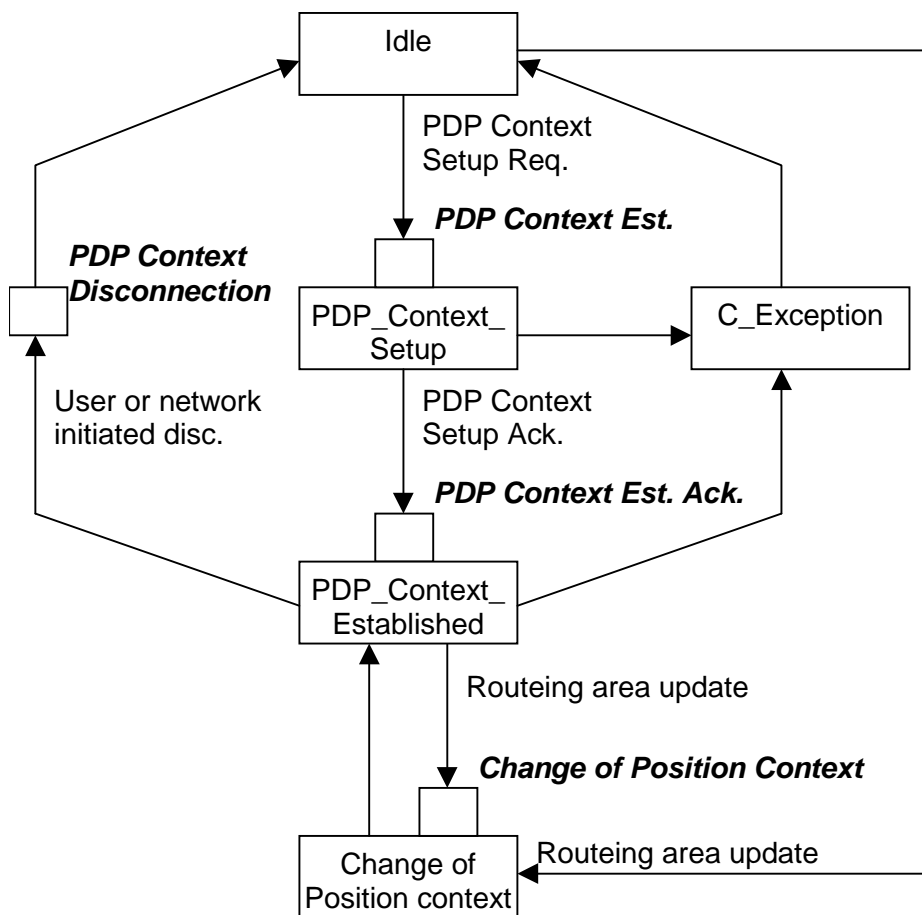 Idle
PDP Context
Setup Req.
PDP Context Est.
PDP Context
Disconnection
PDP_Context_
Setup
C_Exception
User or network
initiated disc.
PDP Context
Setup Ack.
PDP Context Est. Ack.
PDP_Context_
Established
Routeing area update
Change of Position Context
Change of
Position context
Routeing area update